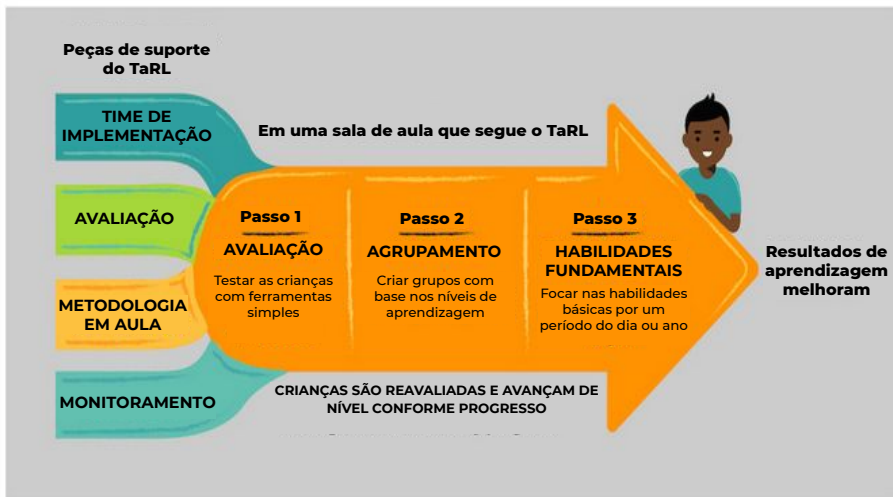 Peças de suporte
do TaRL
TIME DE
IMPLEMENTAÇÃO
AVALIAÇÃO
METODOLOGIA
EM AULA
MONITORAMENTO
Em uma sala de aula que segue o TaRL
Passo 1
AVALIAÇÃO
Testar as crianças
com ferramentas
simples
Passo 2
AGRUPAMENTO
Criar grupos com
base nos níveis de
aprendizagem
Passo 3
HABILIDADES
FUNDAMENTAIS
Focar nas habilidades
básicas por um
período do dia ou ano
CRIANÇAS SÃO REAVALIADAS E AVANÇAM DE
NÍVEL CONFORME PROGRESSO
Resultados de
aprendizagem
melhoram